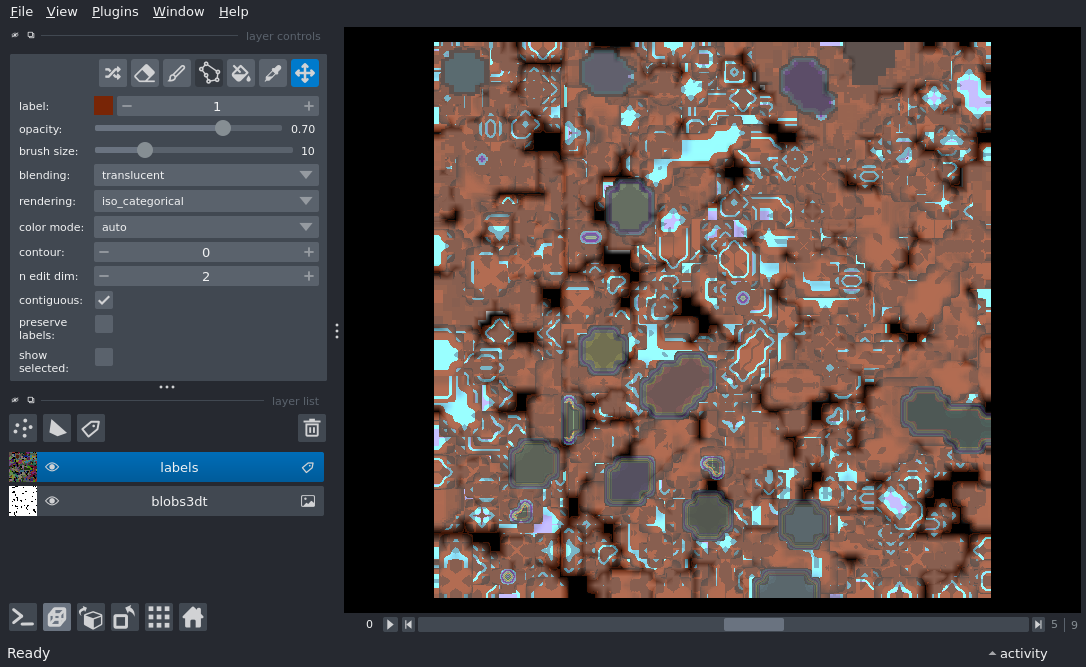 File View Plugins Window Help
layer controls
label: 1
opacity: 0.70
brush size: 10
blending: translucent
rendering: iso_categorical
color mode: auto
contour: 0
n edit dim: 2
contiguous:
preserve
labels:
show
selected:
layer list
labels
blobs3dt
0 5 | 9
Ready activity